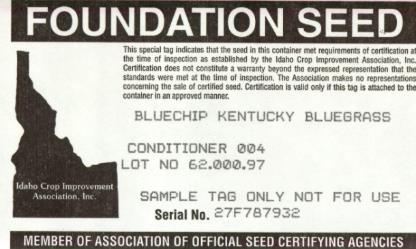 FOUNDATION SEED
This special tag indicates that the seed in this container met requirements of certification at
the time of inspection as established by the Idaho Crop Improvement Association, Inc.
Certification does not constitute a warranty beyond the expressed representation that the
standards were met at the time of inspection. The Association makes no representations
concerning the sale of certified seed. Certification is valid only if this tag is attached to the
container in an approved manner.
BLUECHIP KENTUCKY BLUEGRASS
CONDITIONER 004
LOT NO 62.000.97
Idaho Crop Improvement
Association, Inc.
SAMPLE TAG ONLY NOT FOR USE
Serial No. 27F787932
MEMBER OF ASSOCIATION OF OFFICIAL SEED CERTIFYING AGENCIES